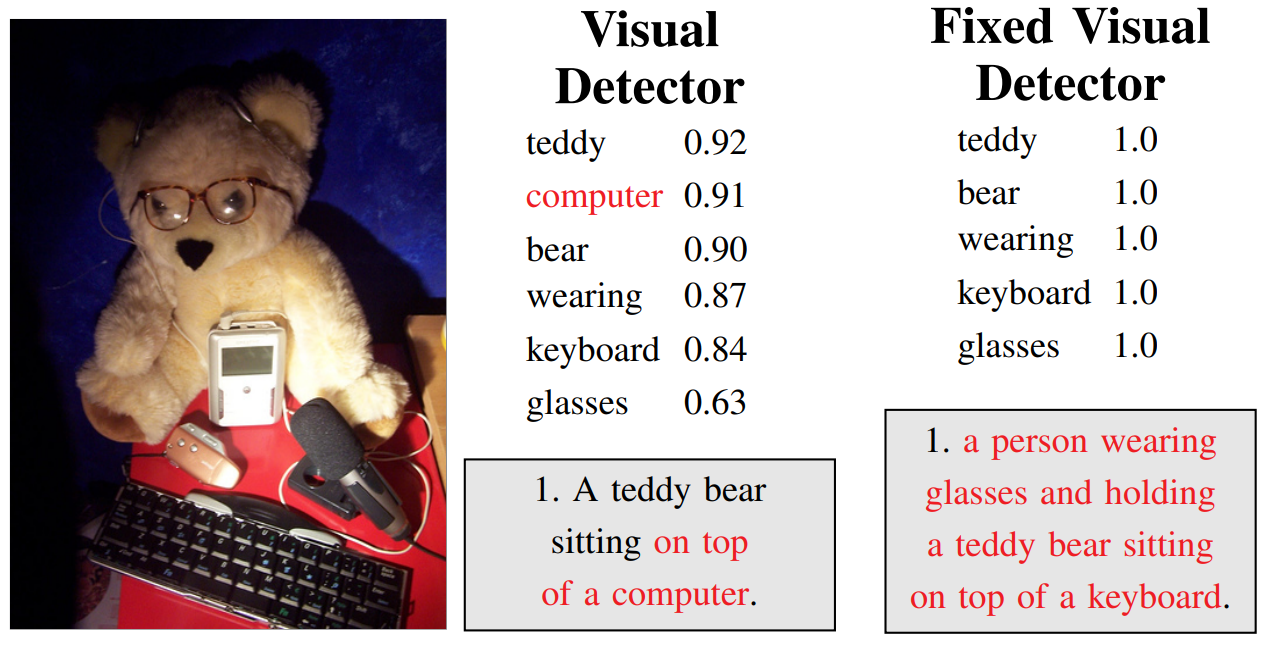 Visual
Detector
teddy 0.92
computer 0.91
bear 0.90
wearing 0.87
keyboard 0.84
glasses 0.63
1. A teddy bear
sitting on top
of a computer.
Fixed Visual
Detector
teddy 1.0
bear 1.0
wearing 1.0
keyboard 1.0
glasses 1.0
1. a person wearing
glasses and holding
a teddy bear sitting
on top of a keyboard.